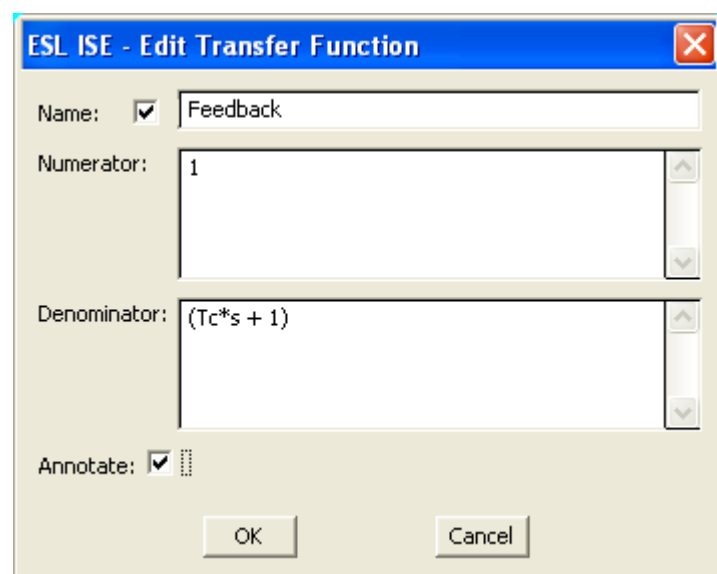 ESL ISE - Edit Transfer Function
Name: Feedback
Numerator: 1
Denominator: (Tc*s + 1)
Annotate:
OK Cancel